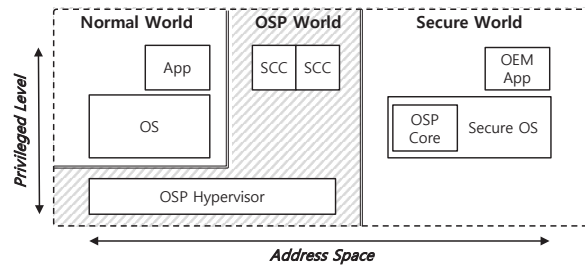 Normal World
OSP World
Secure World
App
SCC
SCC
OEM
App
OS
OSP
Core
Secure OS
OSP Hypervisor
Privileged Level
Address Space